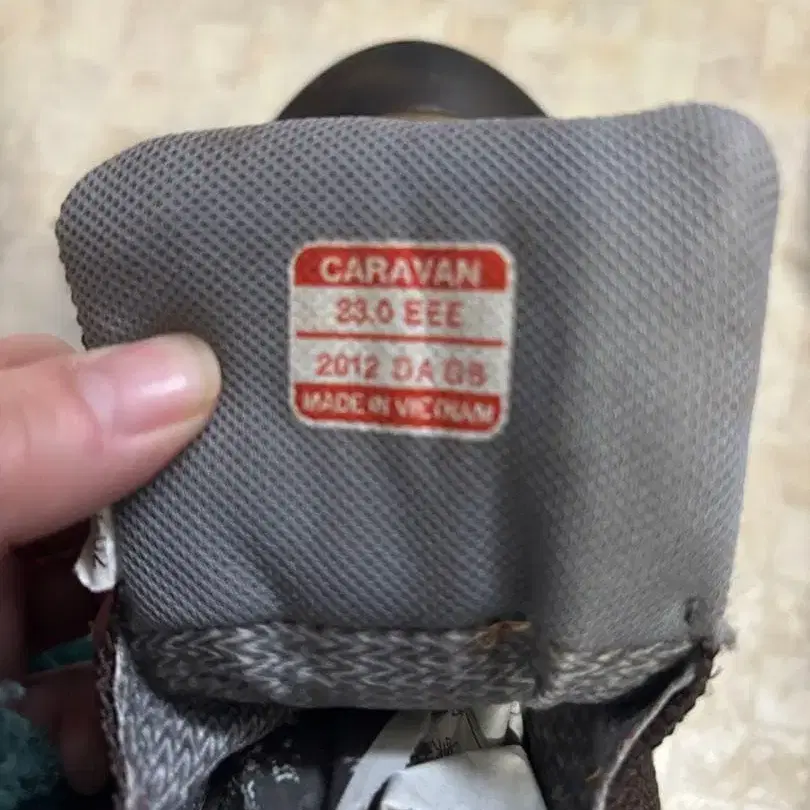 CARAVAN
23.0 EEE
2012 DA GB
MADE IN VIETNAM